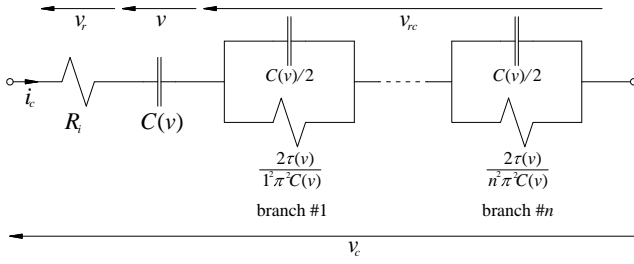 v_r v v_rc
i_c R_i C(v) C(v)/2 C(v)/2
2τ(v) / 1²π²C(v) 2τ(v) / n²π²C(v)
branch #1 branch #n
v_c